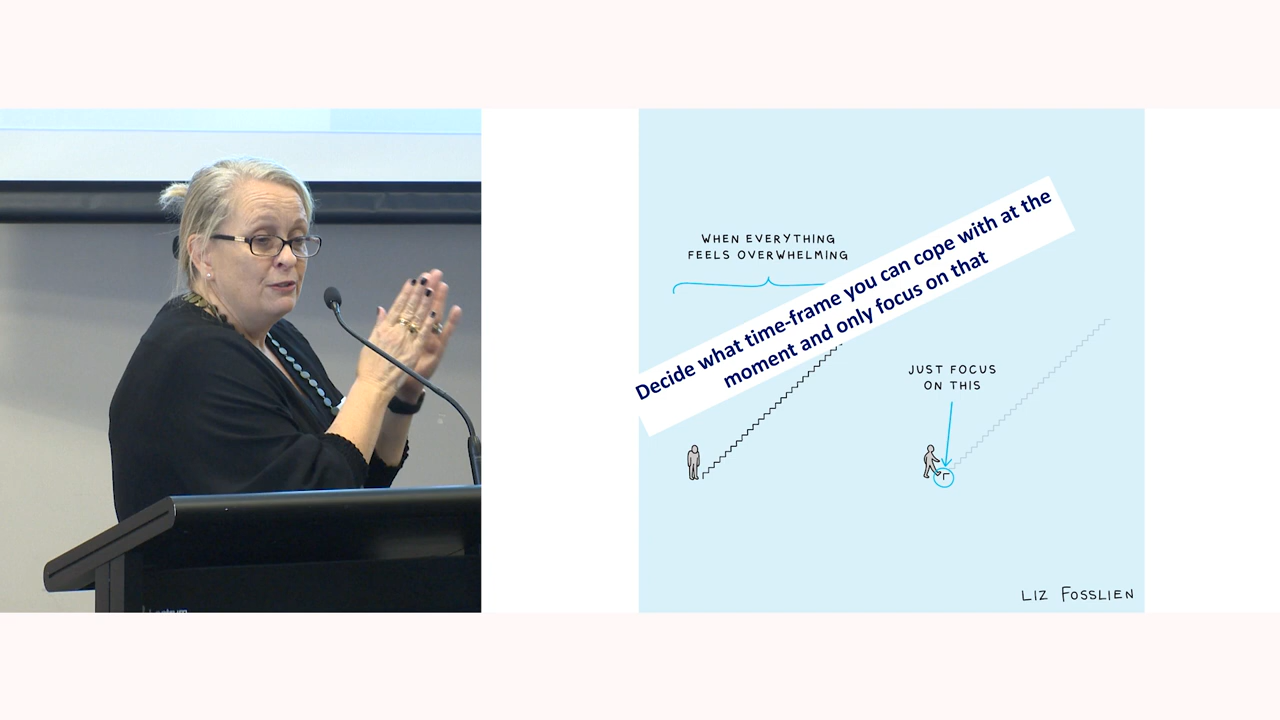 WHEN EVERYTHING
FEELS OVERWHELMING
Decide what time-frame you can cope with at the
moment and only focus on that
JUST FOCUS
ON THIS
LIZ FOSSLIEN